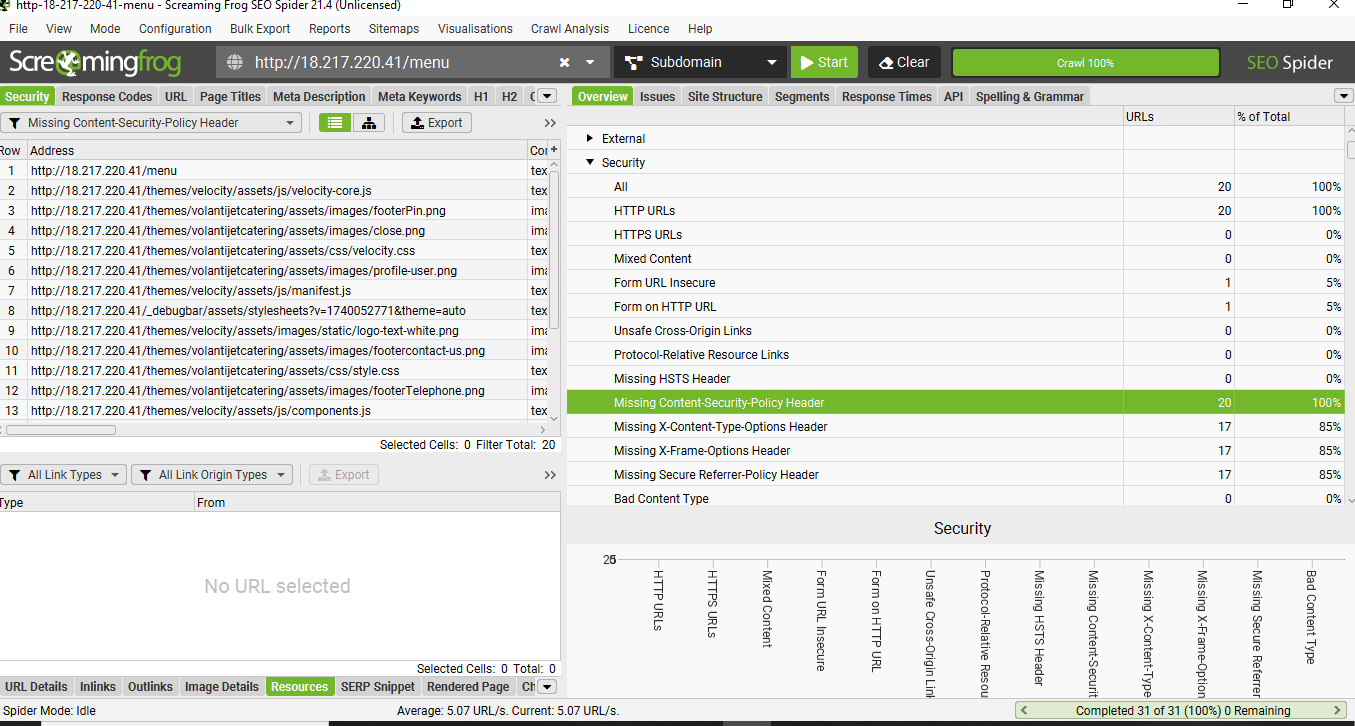 http-18-217-220-41-menu - Screaming Frog SEO Spider 21.4 (Unlicensed)
File View Mode Configuration Bulk Export Reports Sitemaps Visualisations Crawl Analysis Licence Help
Screamingfrog http://18.217.220.41/menu Subdomain Start Clear Crawl 100% SEO Spider
Security Response Codes URL Page Titles Meta Description Meta Keywords H1 H2
Missing Content-Security-Policy Header Export
Row Address
1 http://18.217.220.41/menu tex
2 http://18.217.220.41/themes/velocity/assets/js/velocity-core.js tex
3 http://18.217.220.41/themes/volantijetcatering/assets/images/footerPin.png ima
4 http://18.217.220.41/themes/volantijetcatering/assets/images/close.png ima
5 http://18.217.220.41/themes/volantijetcatering/assets/css/velocity.css tex
6 http://18.217.220.41/themes/volantijetcatering/assets/images/profile-user.png ima
7 http://18.217.220.41/themes/velocity/assets/js/manifest.js tex
8 http://18.217.220.41/_debugbar/assets/stylesheets?v=1740052771&theme=auto tex
9 http://18.217.220.41/themes/velocity/assets/images/static/logo-text-white.png ima
10 http://18.217.220.41/themes/volantijetcatering/assets/images/footercontact-us.png ima
11 http://18.217.220.41/themes/volantijetcatering/assets/css/style.css tex
12 http://18.217.220.41/themes/volantijetcatering/assets/images/footerTelephone.png ima
13 http://18.217.220.41/themes/velocity/assets/js/components.js tex
Selected Cells: 0 Filter Total: 20
All Link Types All Link Origin Types Export
Type From
No URL selected
Selected Cells: 0 Total: 0
URL Details Inlinks Outlinks Image Details Resources SERP Snippet Rendered Page Ch
Overview Issues Site Structure Segments Response Times API Spelling & Grammar
URLs % of Total
External
Security
All 20 100%
HTTP URLs 20 100%
HTTPS URLs 0 0%
Mixed Content 0 0%
Form URL Insecure 1 5%
Form on HTTP URL 1 5%
Unsafe Cross-Origin Links 0 0%
Protocol-Relative Resource Links 0 0%
Missing HSTS Header 0 0%
Missing Content-Security-Policy Header 20 100%
Missing X-Content-Type-Options Header 17 85%
Missing X-Frame-Options Header 17 85%
Missing Secure Referrer-Policy Header 17 85%
Bad Content Type 0 0%
Security
HTTP URLs
HTTPS URLs
Mixed Content
Form URL Insecure
Form on HTTP URL
Unsafe Cross-Origin Link
Protocol-Relative Resou
Missing HSTS Header
Missing Content-Securit
Missing X-Content-Type
Missing X-Frame-Option
Missing Secure Referrer
Bad Content Type
Spider Mode: Idle Average: 5.07 URL/s. Current: 5.07 URL/s. Completed 31 of 31 (100%) 0 Remaining